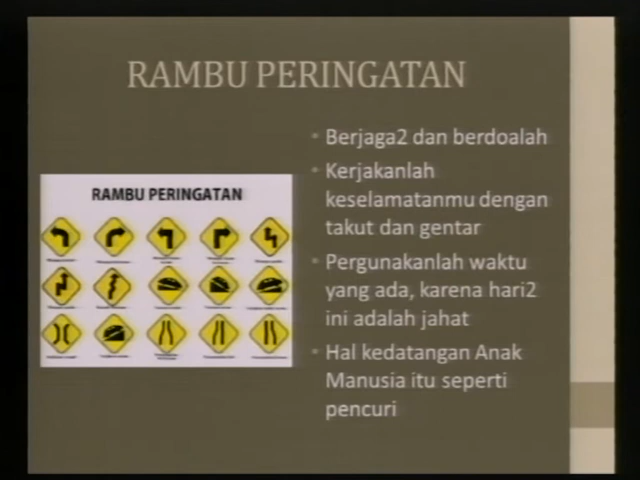 RAMBU PERINGATAN
Berjaga2 dan berdoalah
Kerjakanlah
keselamatanmu dengan
takut dan gentar
Pergunakanlah waktu
yang ada, karena hari2
ini adalah jahat
Hal kedatangan Anak
Manusia itu seperti
pencuri
RAMBU PERINGATAN